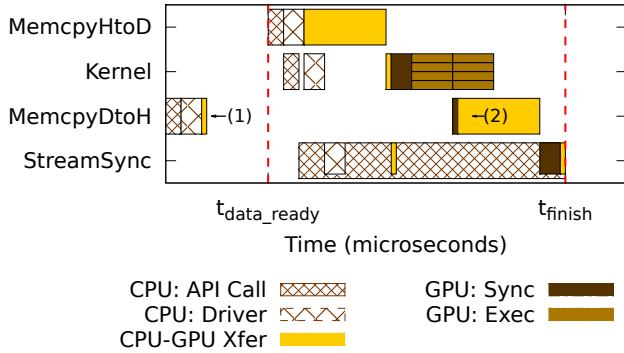 MemcpyHtoD
Kernel
MemcpyDtoH
(1)
(2)
StreamSync
t_data_ready
t_finish
Time (microseconds)
CPU: API Call
GPU: Sync
CPU: Driver
GPU: Exec
CPU-GPU Xfer